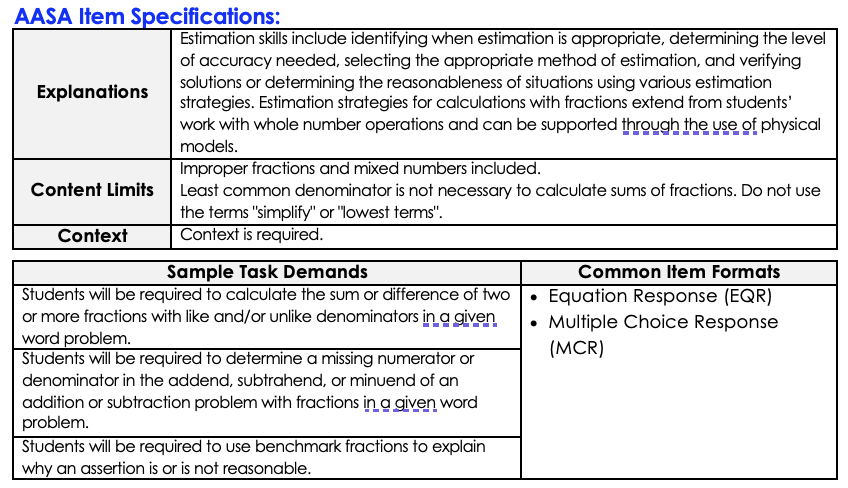 AASA Item Specifications:
Explanations
Estimation skills include identifying when estimation is appropriate, determining the level
of accuracy needed, selecting the appropriate method of estimation, and verifying
solutions or determining the reasonableness of situations using various estimation
strategies. Estimation strategies for calculations with fractions extend from students’
work with whole number operations and can be supported through the use of physical
models.
Content Limits
Improper fractions and mixed numbers included.
Least common denominator is not necessary to calculate sums of fractions. Do not use
the terms "simplify" or "lowest terms".
Context
Context is required.
Sample Task Demands
Common Item Formats
Students will be required to calculate the sum or difference of two
or more fractions with like and/or unlike denominators in a given
word problem.
Students will be required to determine a missing numerator or
denominator in the addend, subtrahend, or minuend of an
addition or subtraction problem with fractions in a given word
problem.
Students will be required to use benchmark fractions to explain
why an assertion is or is not reasonable.
• Equation Response (EQR)
• Multiple Choice Response
(MCR)